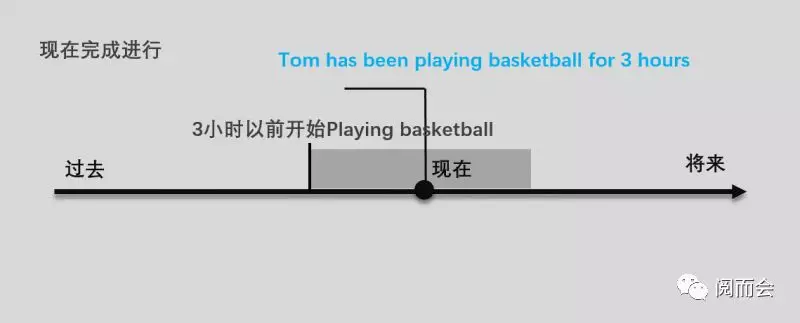 现在完成进行
Tom has been playing basketball for 3 hours
3小时以前开始Playing basketball
过去
现在
将来
阅而会